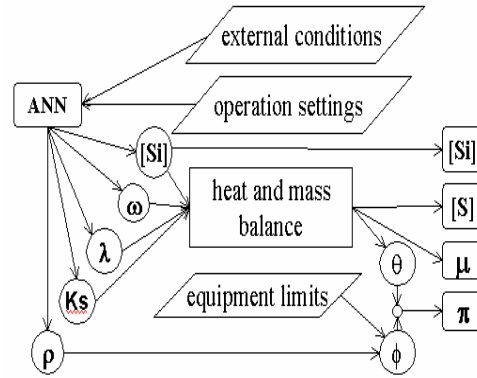 external conditions
ANN
operation settings
[Si]
[Si]
ω
heat and mass
balance
[S]
λ
θ
μ
Ks
equipment limits
π
ρ
ϕ